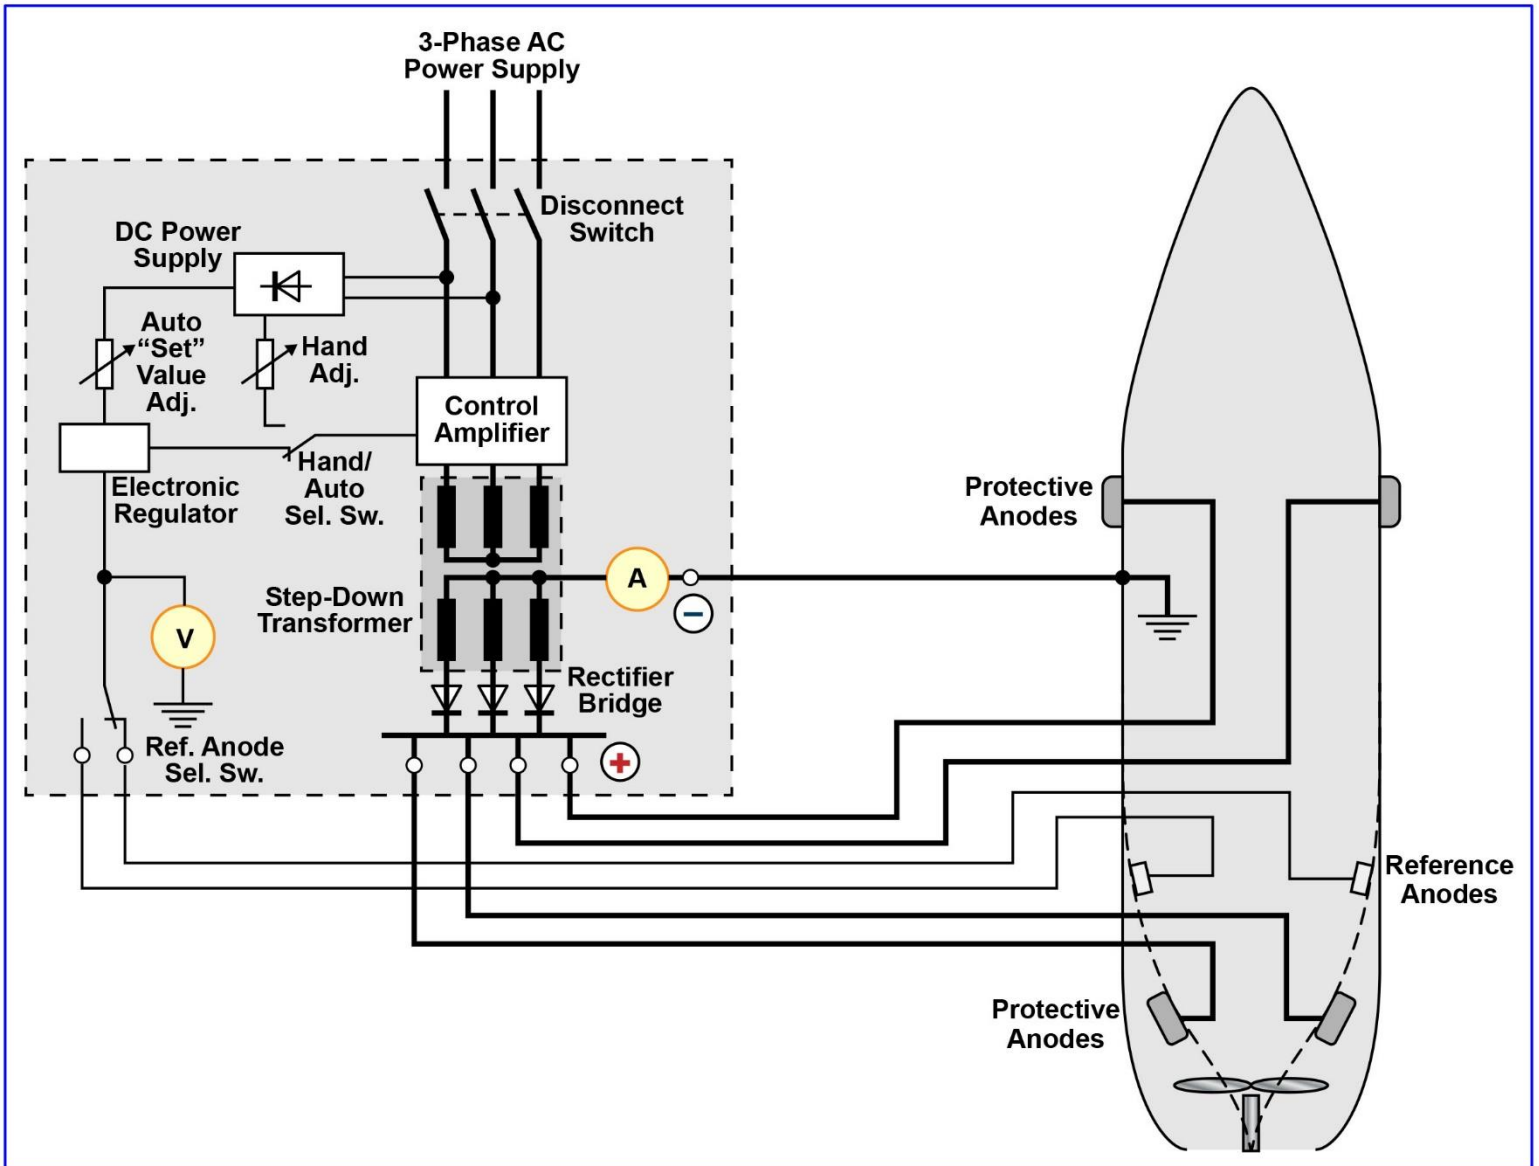 3-Phase AC
Power Supply
Disconnect
Switch
DC Power
Supply
Auto
“Set”
Value
Adj.
Hand
Adj.
Control
Amplifier
Electronic
Regulator
Hand/
Auto
Sel. Sw.
Protective
Anodes
Step-Down
Transformer
A
−
V
Rectifier
Bridge
Ref. Anode
Sel. Sw.
+
Reference
Anodes
Protective
Anodes